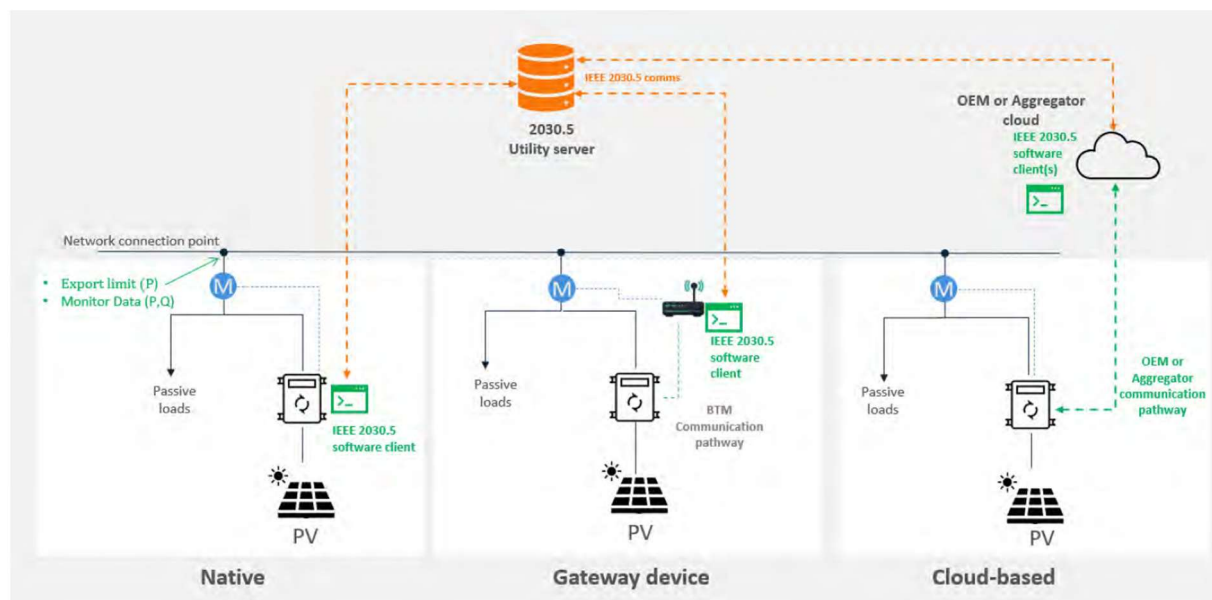 IEEE 2030.5 comms
2030.5
Utility server
OEM or Aggregator
cloud
IEEE 2030.5
software
client(s)
>_
Network connection point
• Export limit (P)
• Monitor Data (P,Q)
M
Passive
loads
>_
IEEE 2030.5
software client
PV
Native
M
>_
IEEE 2030.5
software
client
Passive
loads
BTM
Communication
pathway
PV
Gateway device
M
Passive
loads
OEM or
Aggregator
communication
pathway
PV
Cloud-based